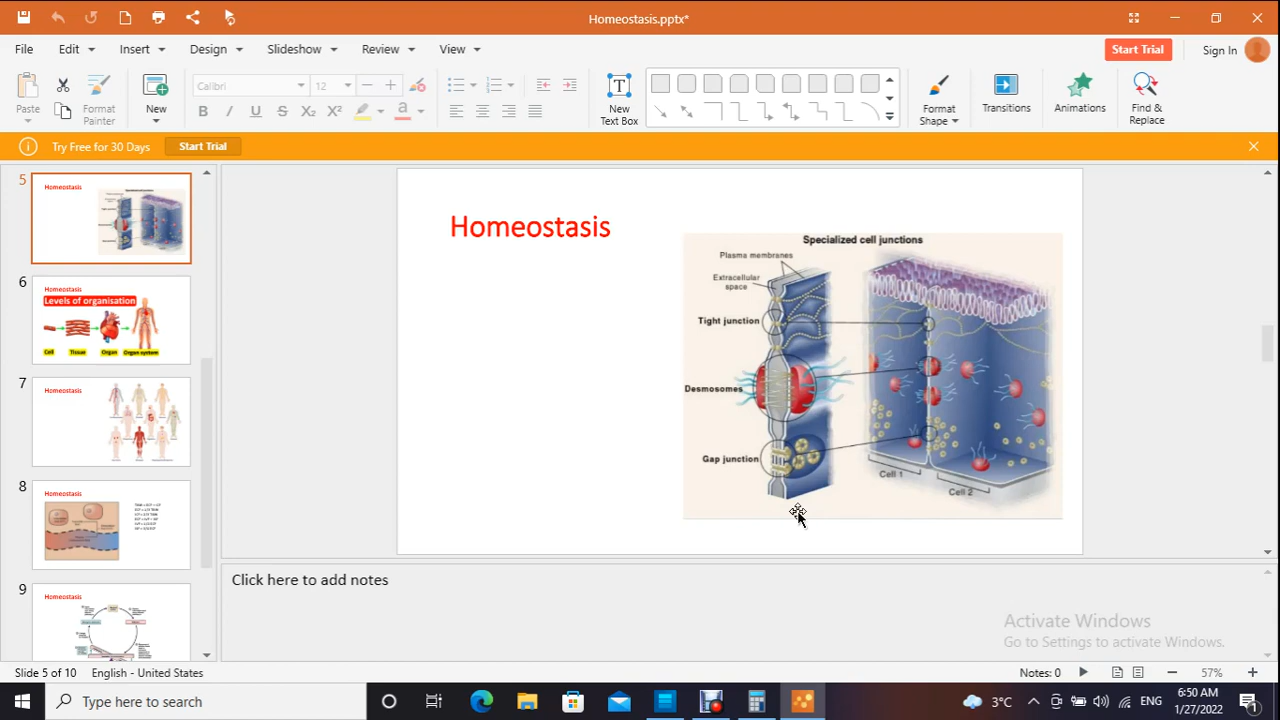 Homeostasis.pptx*
File Edit Insert Design Slideshow Review View Start Trial Sign In
Calibri 12
Paste Format Painter New B I U S X₂ X² a New Text Box Format Shape Transitions Animations Find & Replace
Try Free for 30 Days Start Trial
5
Homeostasis
6
Levels of organisation
Cell Tissue Organ Organ system
7
Homeostasis
8
Homeostasis
9
Homeostasis
Homeostasis
Specialized cell junctions
Plasma membranes
Extracellular
space
Tight junction
Desmosomes
Gap junction
Cell 1
Cell 2
Click here to add notes
Activate Windows
Go to Settings to activate Windows.
Slide 5 of 10 English - United States Notes: 0 57%
Type here to search 3°C ENG
6:50 AM
1/27/2022
1